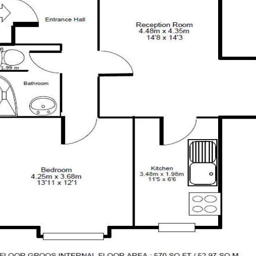 Entrance Hall
Reception Room
4.48m x 4.35m
14'8 x 14'3
Bathroom
Bedroom
4.25m x 3.68m
13'11 x 12'1
Kitchen
3.48m x 1.98m
11'5 x 6'6
FLOOR GROSS INTERNAL FLOOR AREA : 570 SQ FT / 52.97 SQ M